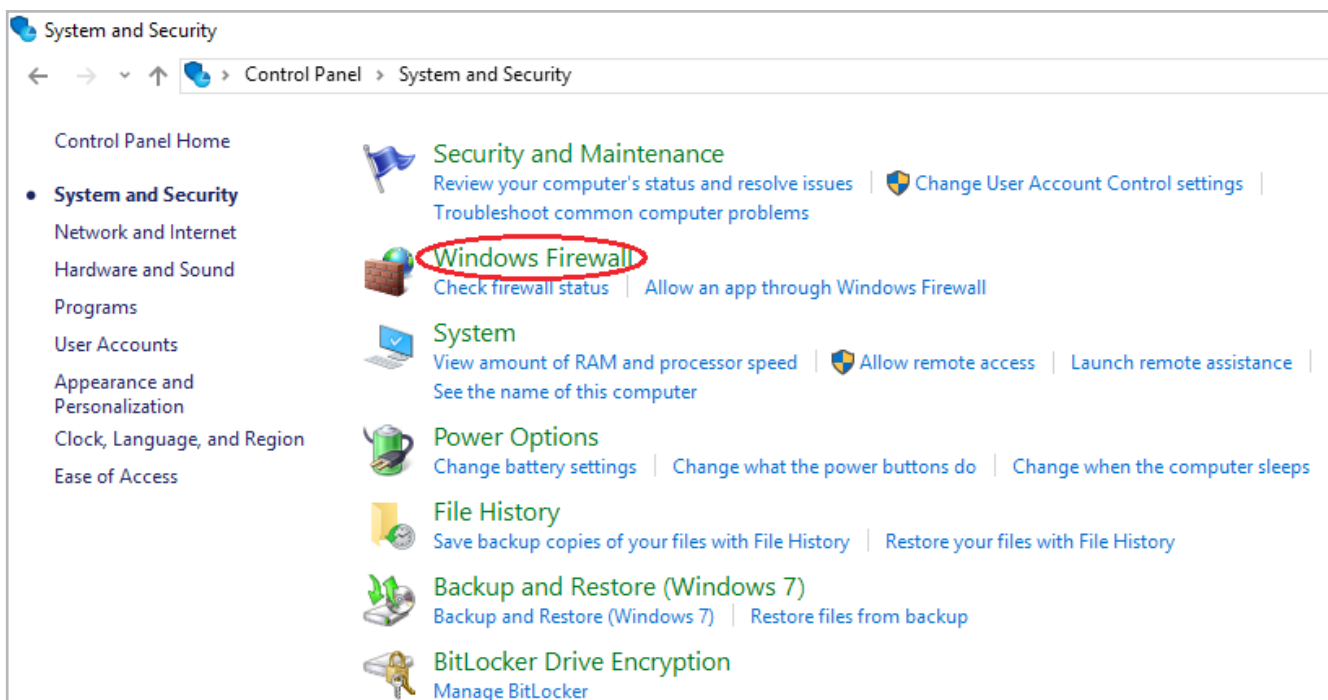 System and Security
Control Panel > System and Security
Control Panel Home
System and Security
Network and Internet
Hardware and Sound
Programs
User Accounts
Appearance and
Personalization
Clock, Language, and Region
Ease of Access
Security and Maintenance
Review your computer's status and resolve issues
Change User Account Control settings
Troubleshoot common computer problems
Windows Firewall
Check firewall status
Allow an app through Windows Firewall
System
View amount of RAM and processor speed
Allow remote access
Launch remote assistance
See the name of this computer
Power Options
Change battery settings
Change what the power buttons do
Change when the computer sleeps
File History
Save backup copies of your files with File History
Restore your files with File History
Backup and Restore (Windows 7)
Backup and Restore (Windows 7)
Restore files from backup
BitLocker Drive Encryption
Manage BitLocker